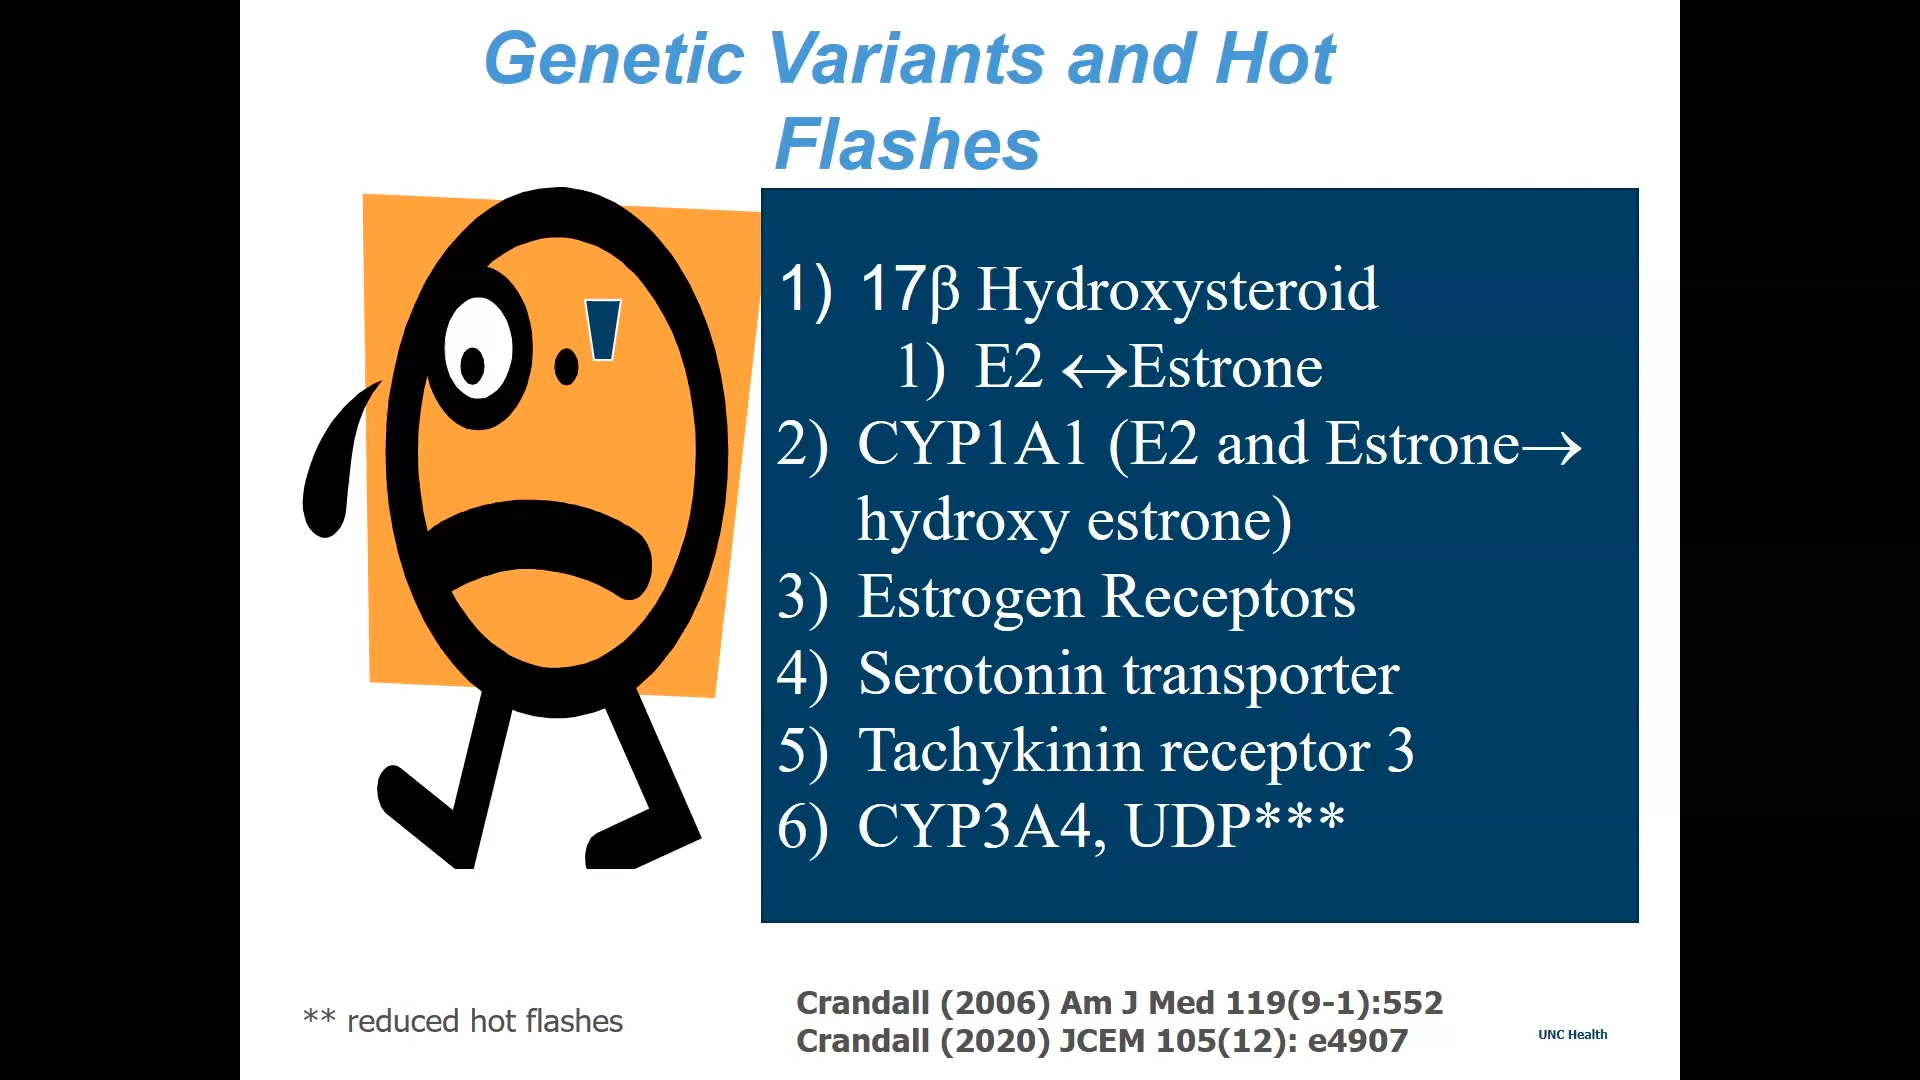 Genetic Variants and Hot
Flashes
1) 17β Hydroxysteroid
1) E2 ↔Estrone
2) CYP1A1 (E2 and Estrone→
hydroxy estrone)
3) Estrogen Receptors
4) Serotonin transporter
5) Tachykinin receptor 3
6) CYP3A4, UDP***
** reduced hot flashes
Crandall (2006) Am J Med 119(9-1):552
Crandall (2020) JCEM 105(12): e4907
UNC Health